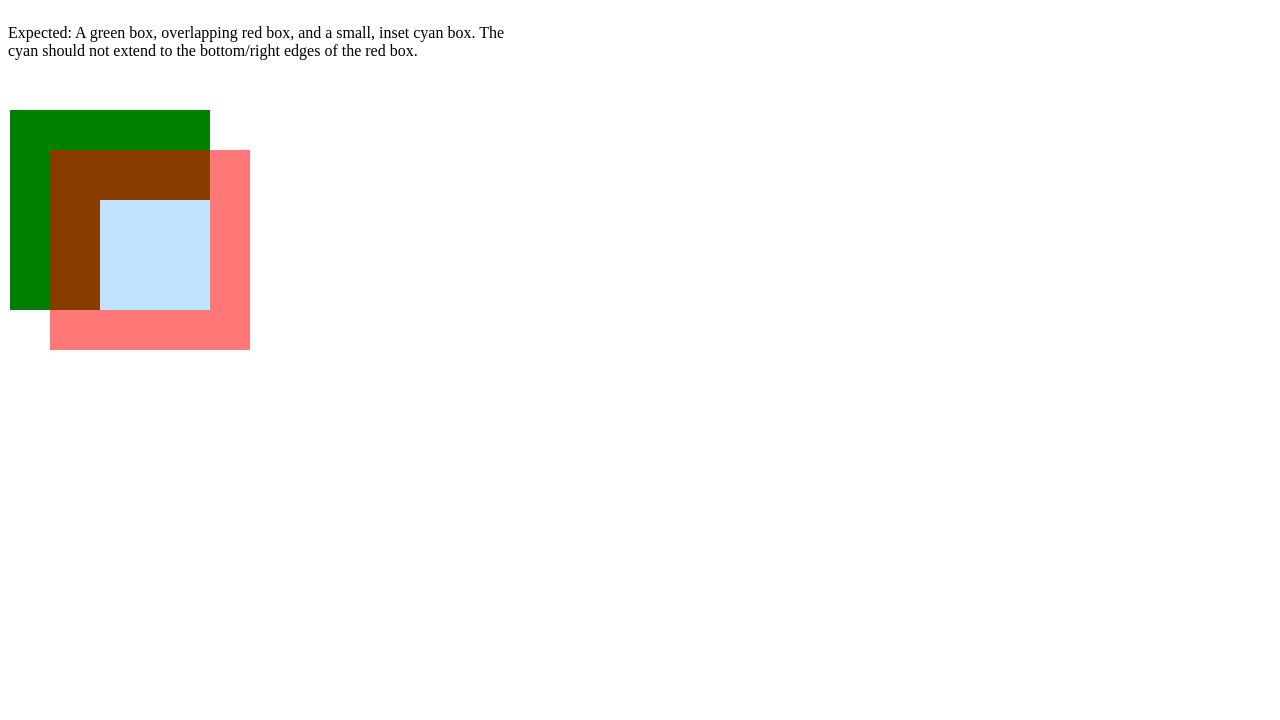 Expected: A green box, overlapping red box, and a small, inset cyan box. The
cyan should not extend to the bottom/right edges of the red box.